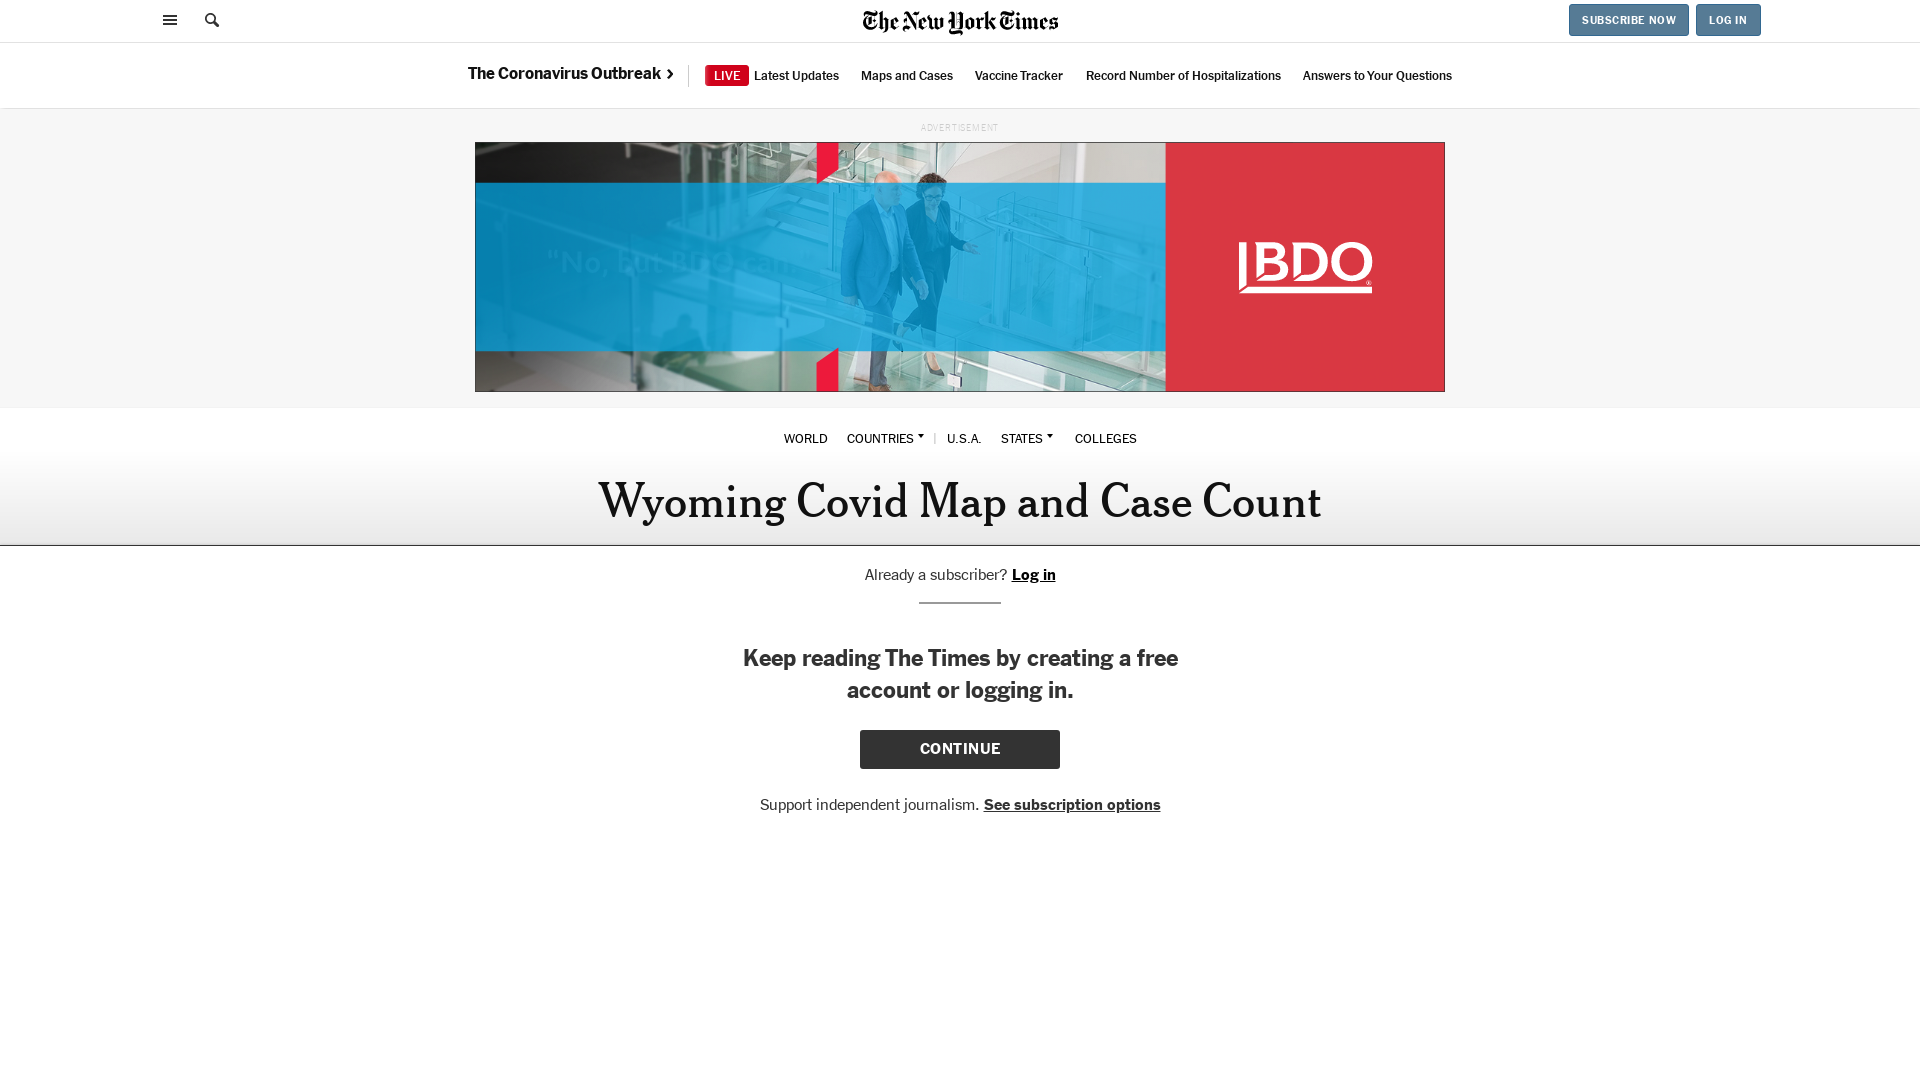 The New York Times
SUBSCRIBE NOW
LOG IN
The Coronavirus Outbreak
LIVE Latest Updates
Maps and Cases
Vaccine Tracker
Record Number of Hospitalizations
Answers to Your Questions
ADVERTISEMENT
"No, but BDO can."
BDO
WORLD
COUNTRIES
U.S.A.
STATES
COLLEGES
Wyoming Covid Map and Case Count
Already a subscriber? Log in
Keep reading The Times by creating a free
account or logging in.
CONTINUE
Support independent journalism. See subscription options